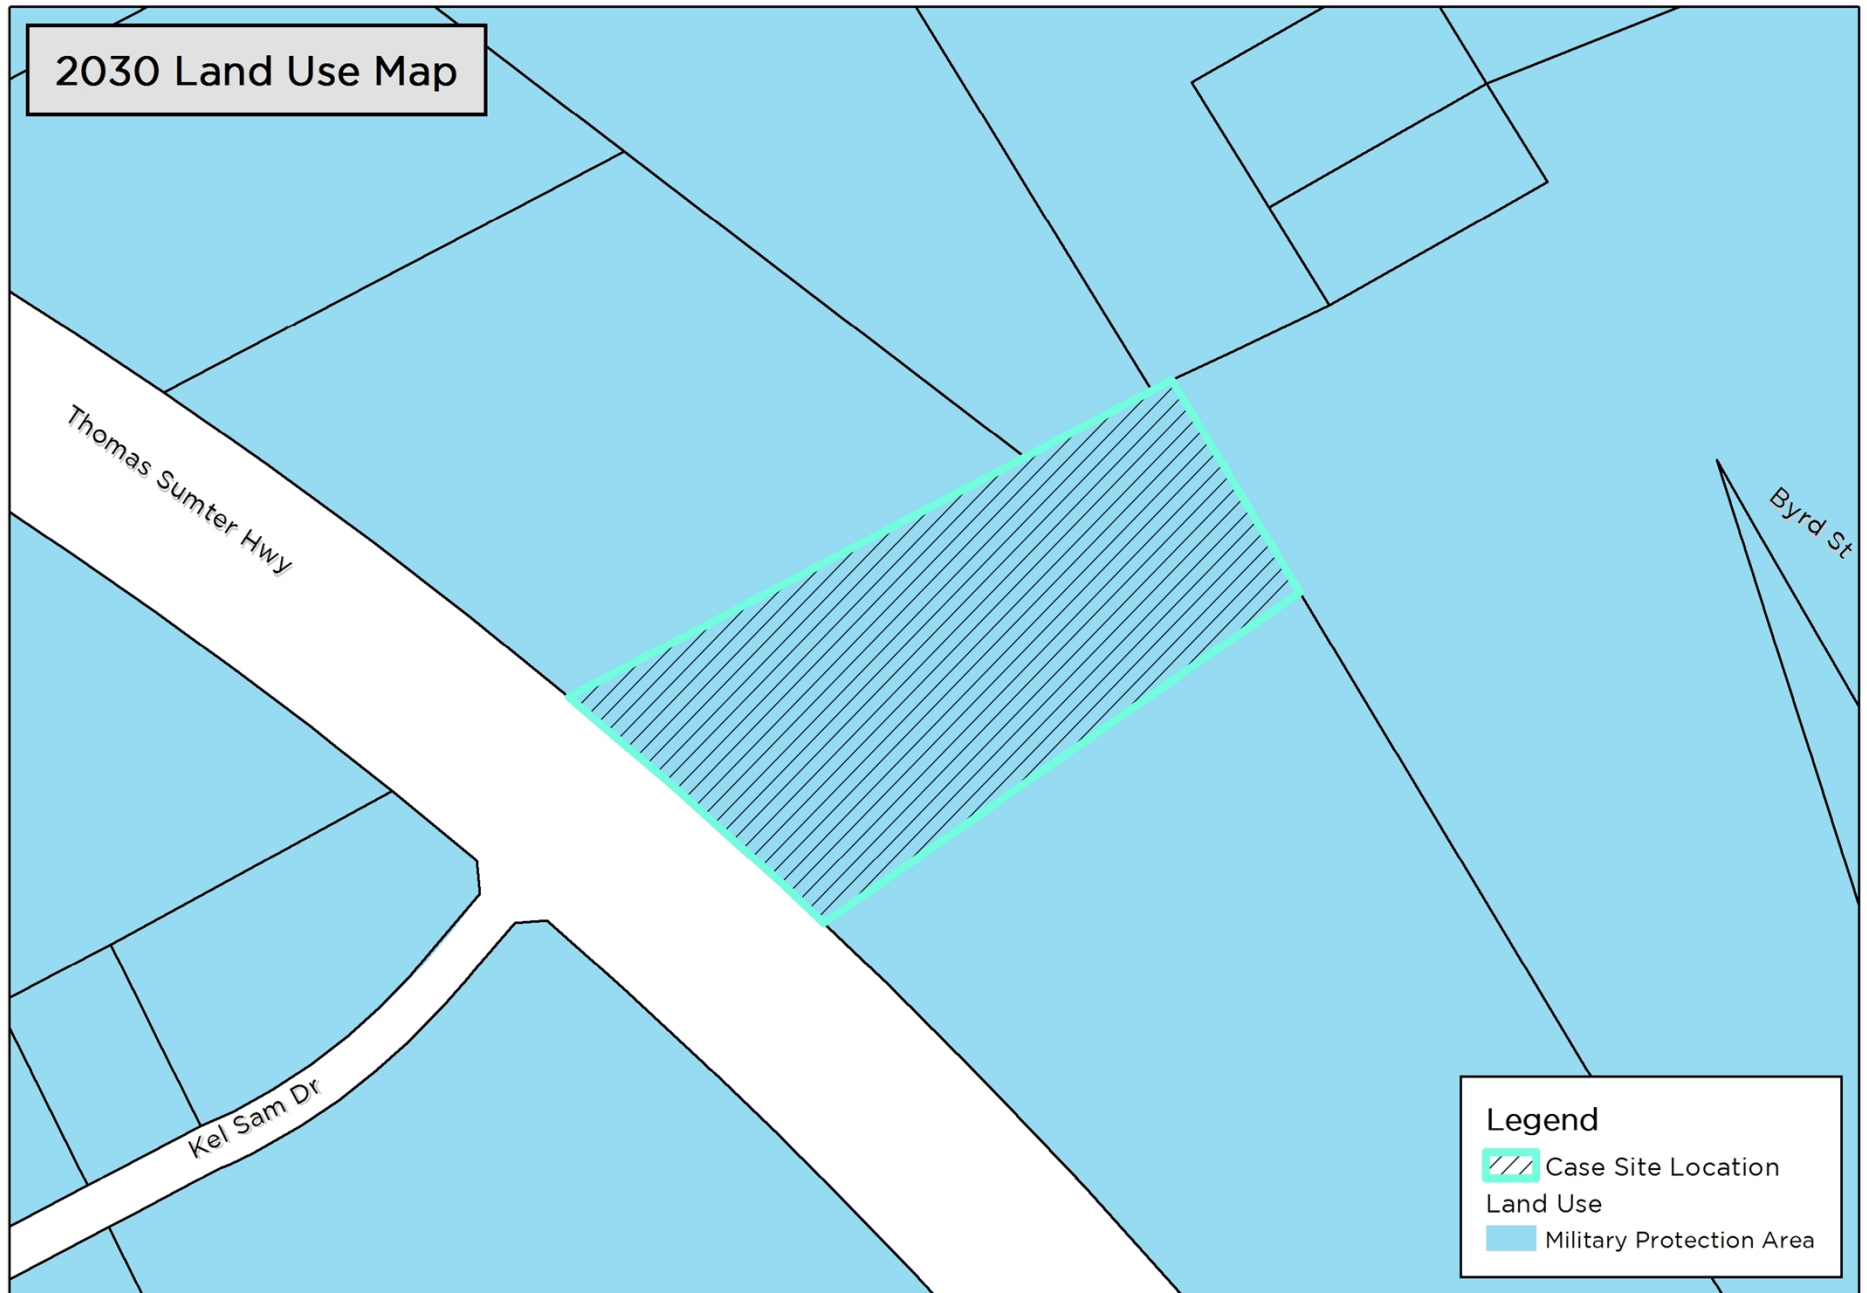 2030 Land Use Map
Thomas Sumter Hwy
Byrd St
Kel Sam Dr
Legend
Case Site Location
Land Use
Military Protection Area